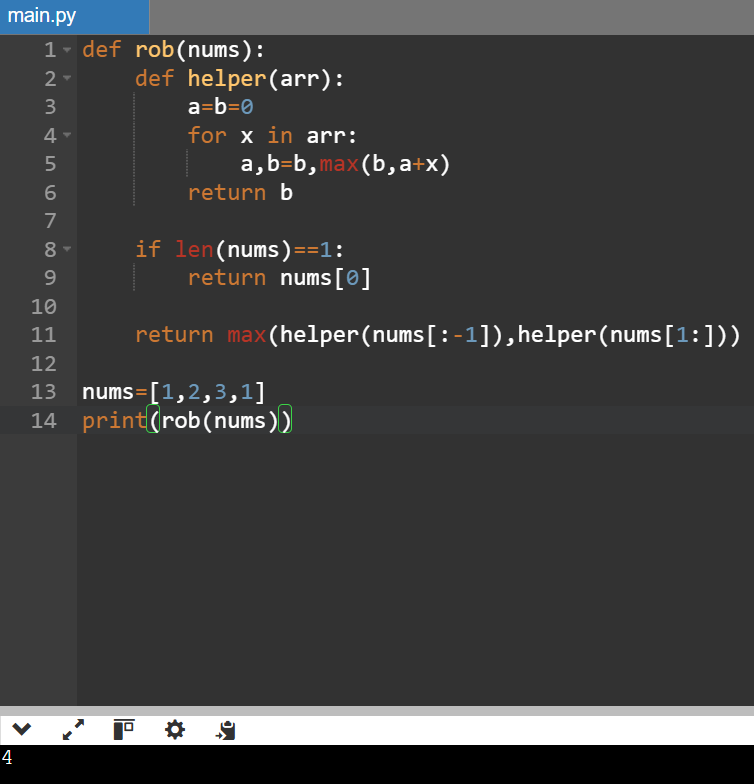 main.py
1 def rob(nums):
2     def helper(arr):
3         a=b=0
4         for x in arr:
5             a,b=b,max(b,a+x)
6         return b
7
8     if len(nums)==1:
9         return nums[0]
10
11     return max(helper(nums[:-1]),helper(nums[1:]))
12
13 nums=[1,2,3,1]
14 print(rob(nums))
4